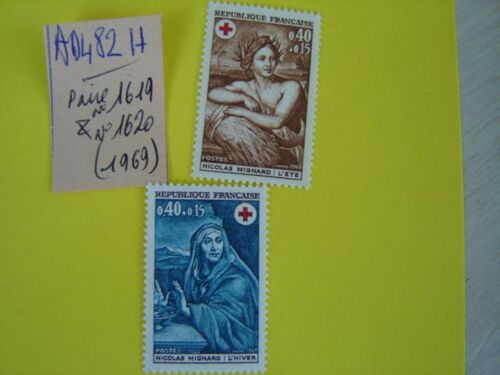 AD482 H
Paire n° 1619
& N° 1620
(1969)
REPUBLIQUE FRANÇAISE
0,40+0,15
POSTES
NICOLAS MIGNARD : L'ÉTÉ
REPUBLIQUE FRANÇAISE
0,40+0,15
POSTES
NICOLAS MIGNARD : L'HIVER